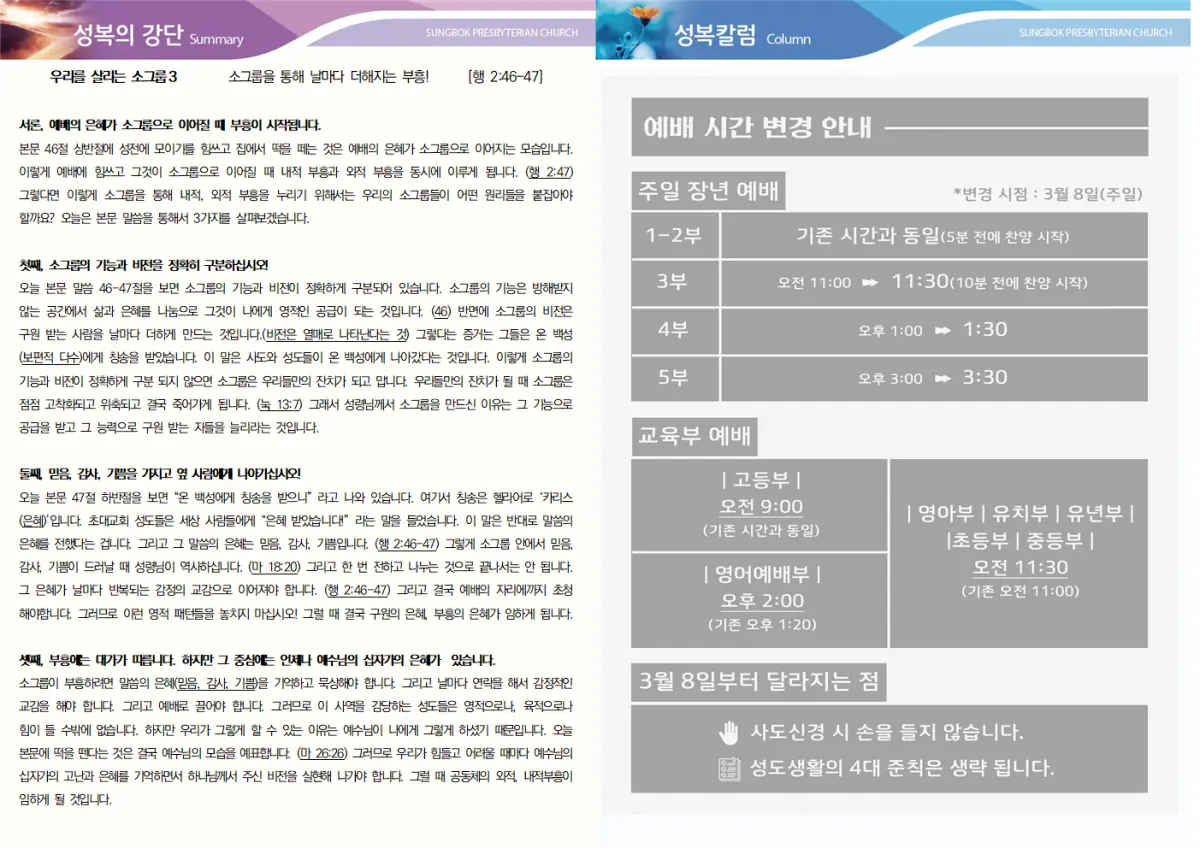 성복의 강단 Summary
SUNGBOK PRESBYTERIAN CHURCH
우리를 살리는 소그룹 3 소그룹을 통해 날마다 더해지는 부흥! [행 2:46-47]
서론, 예배의 은혜가 소그룹으로 이어질 때 부흥이 시작됩니다.
본문 46절 상반절에 성전에 모이기를 힘쓰고 집에서 떡을 떼는 것은 예배의 은혜가 소그룹으로 이어지는 모습입니다.
이렇게 예배에 힘쓰고 그것이 소그룹으로 이어질 때 내적 부흥과 외적 부흥을 동시에 이루게 됩니다. (행 2:47)
그렇다면 이렇게 소그룹을 통해 내적, 외적 부흥을 누리기 위해서는 우리의 소그룹들이 어떤 원리들을 붙잡아야
할까요? 오늘은 본문 말씀을 통해서 3가지를 살펴보겠습니다.
첫째, 소그룹의 기능과 비전을 정확히 구분하십시오!
오늘 본문 말씀 46-47절을 보면 소그룹의 기능과 비전이 정확하게 구분되어 있습니다. 소그룹의 기능은 방해받지
않는 공간에서 삶과 은혜를 나눔으로 그것이 나에게 영적인 공급이 되는 것입니다. (46) 반면에 소그룹의 비전은
구원 받는 사람을 날마다 더하게 만드는 것입니다.(비전은 열매로 나타난다는 것) 그렇다는 증거는 그들은 온 백성
(보편적 다수)에게 칭송을 받았습니다. 이 말은 사도와 성도들이 온 백성에게 나아갔다는 것입니다. 이렇게 소그룹의
기능과 비전이 정확하게 구분 되지 않으면 소그룹은 우리들만의 잔치가 되고 맙니다. 우리들만의 잔치가 될 때 소그룹은
점점 고착화되고 위축되고 결국 죽어가게 됩니다. (눅 13:7) 그래서 성령님께서 소그룹을 만드신 이유는 그 기능으로
공급을 받고 그 능력으로 구원 받는 자들을 늘리라는 것입니다.
둘째, 믿음, 감사, 기쁨을 가지고 옆 사람에게 나아가십시오!
오늘 본문 47절 하반절을 보면 “온 백성에게 칭송을 받으니” 라고 나와 있습니다. 여기서 칭송은 헬라어로 ‘카리스
(은혜)’입니다. 초대교회 성도들은 세상 사람들에게 “은혜 받았습니다!” 라는 말을 들었습니다. 이 말은 반대로 말씀의
은혜를 전했다는 겁니다. 그리고 그 말씀의 은혜는 믿음, 감사, 기쁨입니다. (행 2:46-47) 그렇게 소그룹 안에서 믿음,
감사, 기쁨이 드러날 때 성령님이 역사하십니다. (마 18:20) 그리고 한 번 전하고 나누는 것으로 끝나서는 안 됩니다.
그 은혜가 날마다 반복되는 감정의 교감으로 이어져야 합니다. (행 2:46-47) 그리고 결국 예배의 자리에까지 초청
해야합니다. 그러므로 이런 영적 패턴들을 놓치지 마십시오! 그럴 때 결국 구원의 은혜, 부흥의 은혜가 임하게 됩니다.
셋째, 부흥에는 대가가 따릅니다. 하지만 그 중심에는 언제나 예수님의 십자가의 은혜가 있습니다.
소그룹이 부흥하려면 말씀의 은혜(믿음, 감사, 기쁨)을 기억하고 묵상해야 합니다. 그리고 날마다 연락을 해서 감정적인
교감을 해야 합니다. 그리고 예배로 끌어야 합니다. 그러므로 이 사역을 감당하는 성도들은 영적으로나, 육적으로나
힘이 들 수밖에 없습니다. 하지만 우리가 그렇게 할 수 있는 이유는 예수님이 나에게 그렇게 하셨기 때문입니다. 오늘
본문에 떡을 뗀다는 것은 결국 예수님의 모습을 예표합니다. (마 26:26) 그러므로 우리가 힘들고 어려울 때마다 예수님의
십자가의 고난과 은혜를 기억하면서 하나님께서 주신 비전을 실현해 나가야 합니다. 그럴 때 공동체의 외적, 내적부흥이
임하게 될 것입니다.
성복칼럼 Column
SUNGBOK PRESBYTERIAN CHURCH
예배 시간 변경 안내
주일 장년 예배
*변경 시점 : 3월 8일(주일)
1-2부 기존 시간과 동일(5분 전에 찬양 시작)
3부 오전 11:00 ➡ 11:30(10분 전에 찬양 시작)
4부 오후 1:00 ➡ 1:30
5부 오후 3:00 ➡ 3:30
교육부 예배
| 고등부 |
오전 9:00
(기존 시간과 동일)
| 영어예배부 |
오후 2:00
(기존 오후 1:20)
| 영아부 | 유치부 | 유년부 |
|초등부 | 중등부 |
오전 11:30
(기존 오전 11:00)
3월 8일부터 달라지는 점
사도신경 시 손을 들지 않습니다.
성도생활의 4대 준칙은 생략 됩니다.